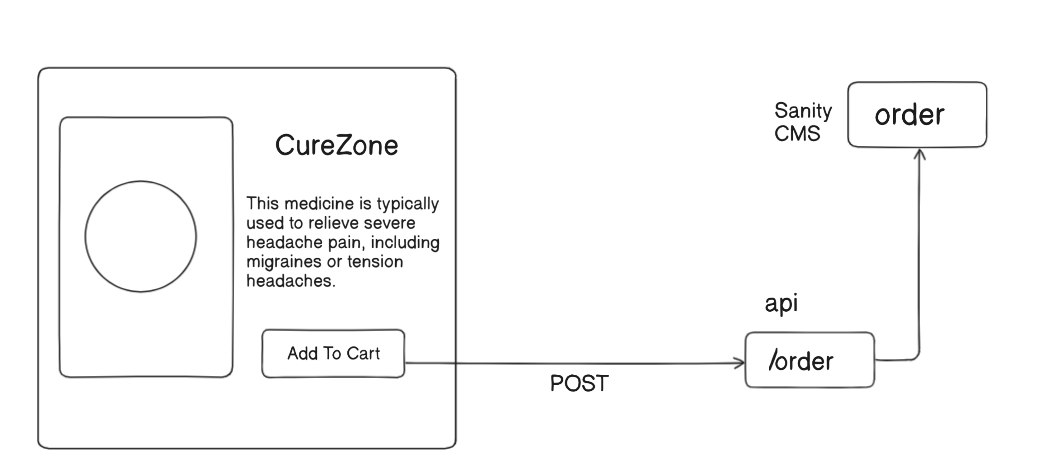 CureZone
This medicine is typically
used to relieve severe
headache pain, including
migraines or tension
headaches.
Add To Cart
POST
api
/order
Sanity
CMS
order